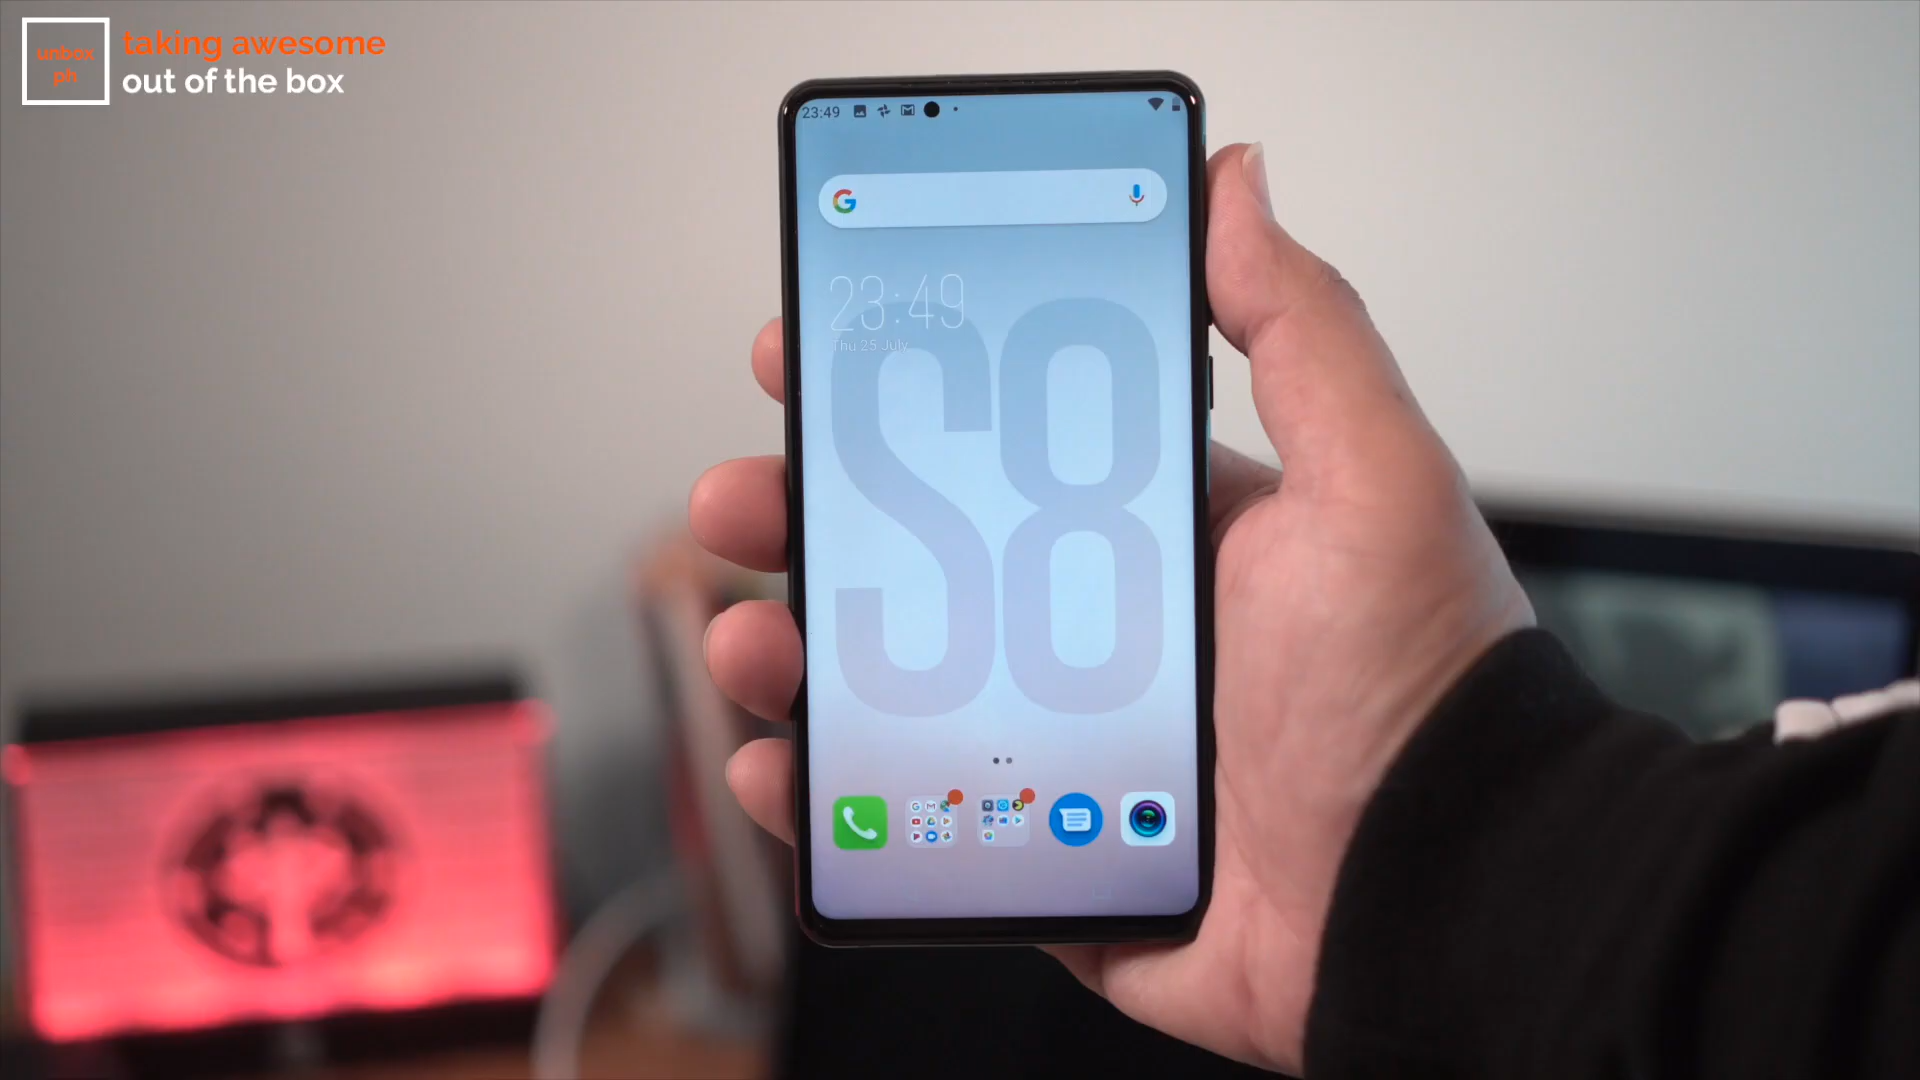 unbox
ph
taking awesome
out of the box
23:49
23:49
Thu 25 July
S8